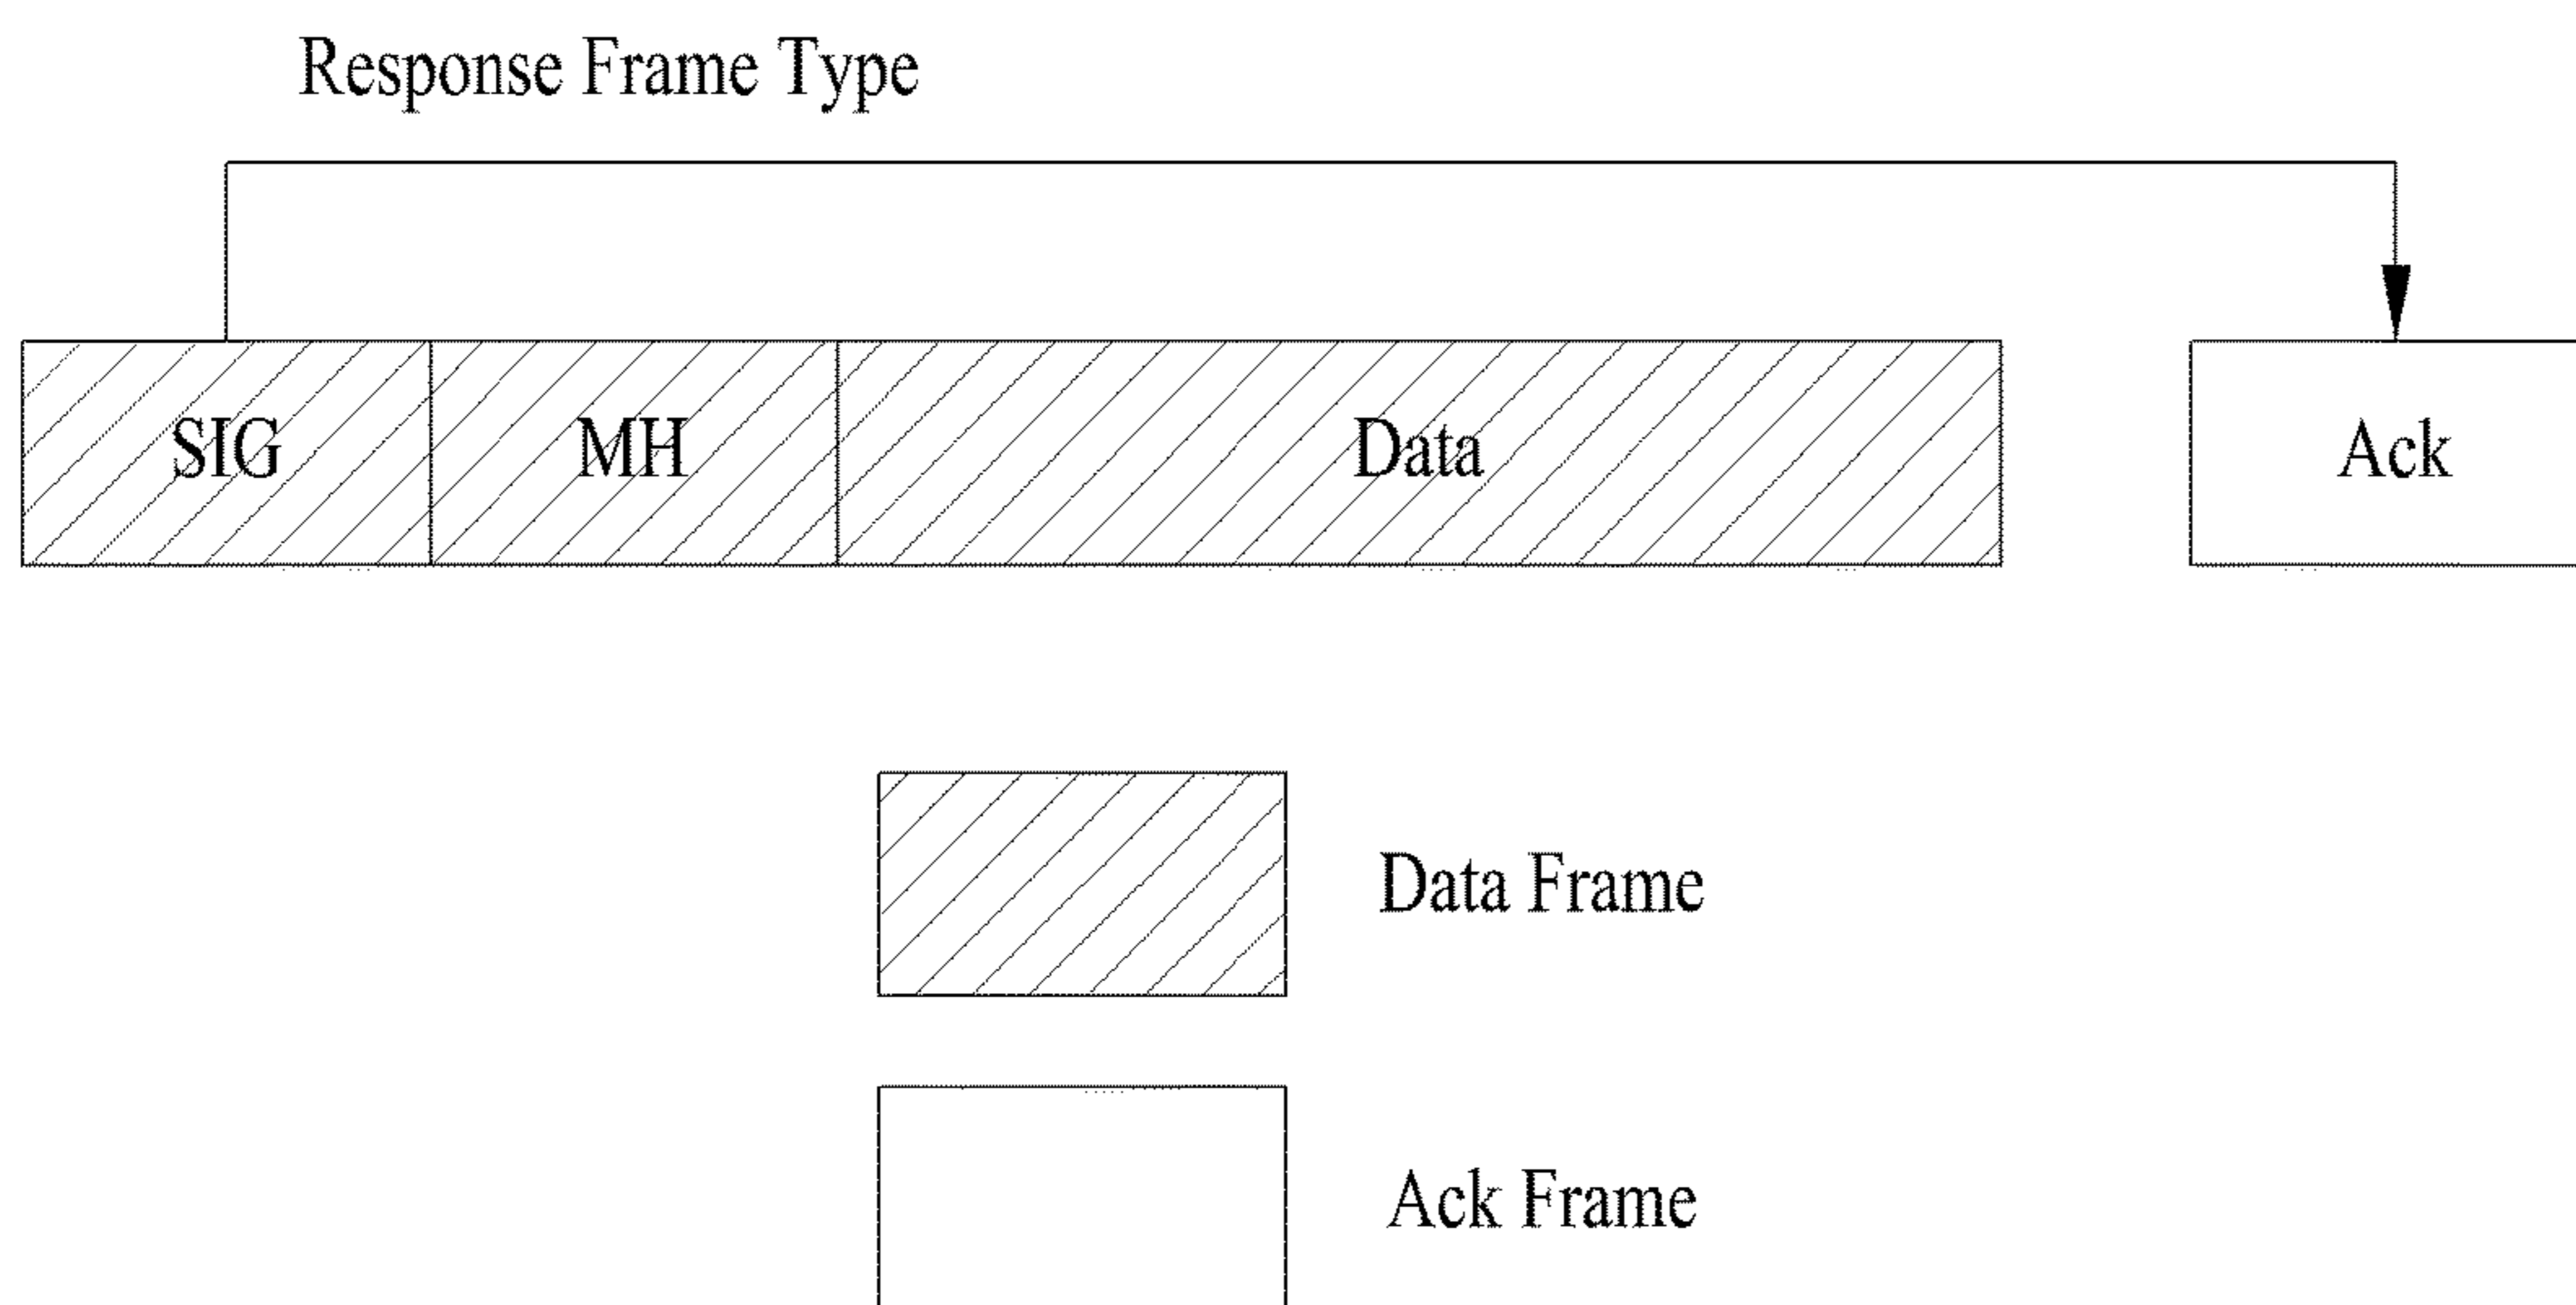 Response Frame Type
SIG
MH
Data
Ack
Data Frame
Ack Frame